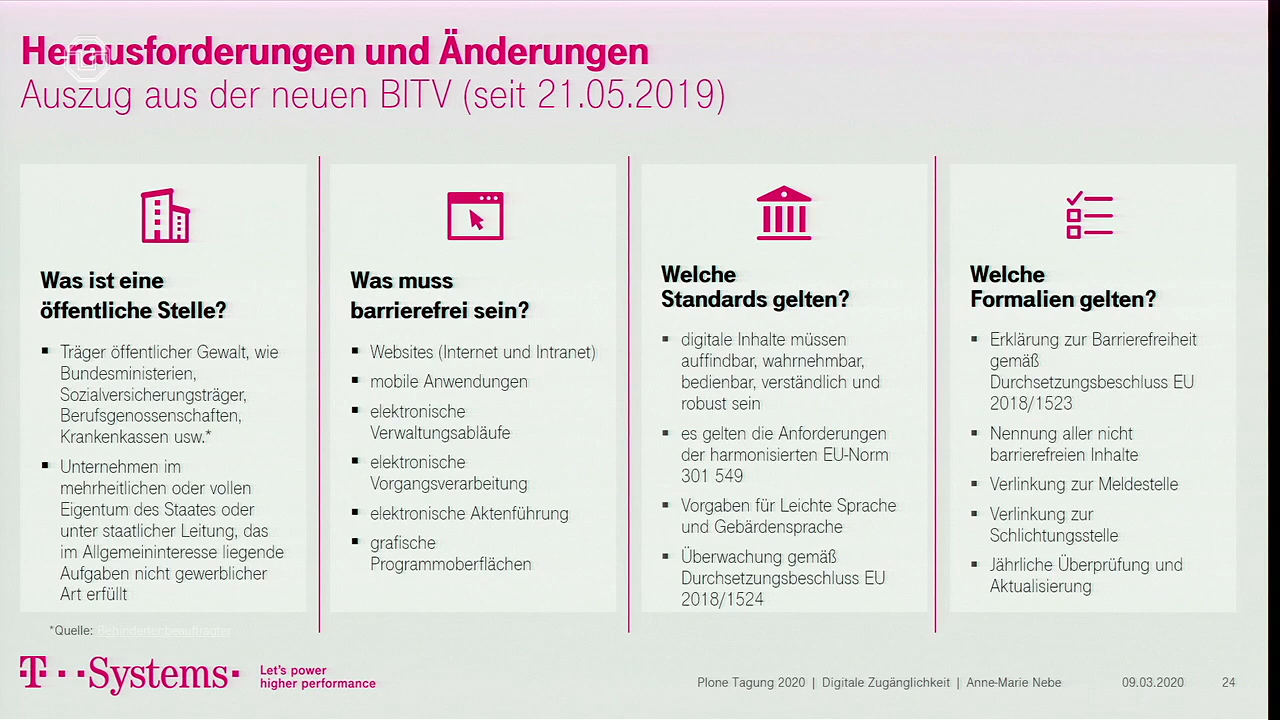 Herausforderungen und Änderungen
Auszug aus der neuen BITV (seit 21.05.2019)
Was ist eine
öffentliche Stelle?
▪ Träger öffentlicher Gewalt, wie
Bundesministerien,
Sozialversicherungsträger,
Berufsgenossenschaften,
Krankenkassen usw.*
▪ Unternehmen im
mehrheitlichen oder vollen
Eigentum des Staates oder
unter staatlicher Leitung, das
im Allgemeininteresse liegende
Aufgaben nicht gewerblicher
Art erfüllt
Was muss
barrierefrei sein?
▪ Websites (Internet und Intranet)
▪ mobile Anwendungen
▪ elektronische
Verwaltungsabläufe
▪ elektronische
Vorgangsverarbeitung
▪ elektronische Aktenführung
▪ grafische
Programmoberflächen
Welche
Standards gelten?
▪ digitale Inhalte müssen
auffindbar, wahrnehmbar,
bedienbar, verständlich und
robust sein
▪ es gelten die Anforderungen
der harmonisierten EU-Norm
301 549
▪ Vorgaben für Leichte Sprache
und Gebärdensprache
▪ Überwachung gemäß
Durchsetzungsbeschluss EU
2018/1524
Welche
Formalien gelten?
▪ Erklärung zur Barrierefreiheit
gemäß
Durchsetzungsbeschluss EU
2018/1523
▪ Nennung aller nicht
barrierefreien Inhalte
▪ Verlinkung zur Meldestelle
▪ Verlinkung zur
Schlichtungsstelle
▪ Jährliche Überprüfung und
Aktualisierung
*Quelle: Behindertenbeauftragter
T··Systems·
Let's power
higher performance
Plone Tagung 2020 | Digitale Zugänglichkeit | Anne-Marie Nebe
09.03.2020
24